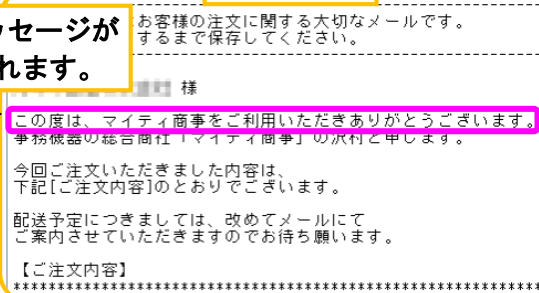 お客様の注文に関する大切なメールです。
するまで保存してください。
ッセージが
れます。
様
この度は、マイティ商事をご利用いただきありがとうございます。
事務機器の総合商社「マイティ商事」の沢村と申します。
今回ご注文いただきました内容は、
下記[ご注文内容]のとおりでございます。
配送予定につきましては、改めてメールにて
ご案内させていただきますのでお待ち願います。
【ご注文内容】